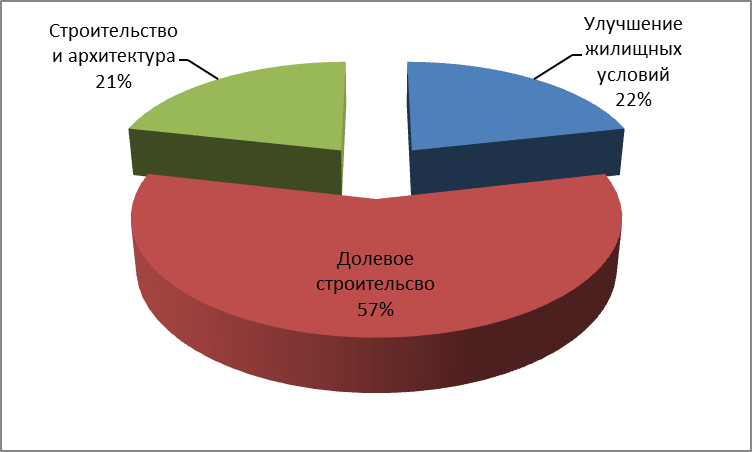 Строительство
и архитектура
21%
Улучшение
жилищных
условий
22%
Долевое
строительсво
57%